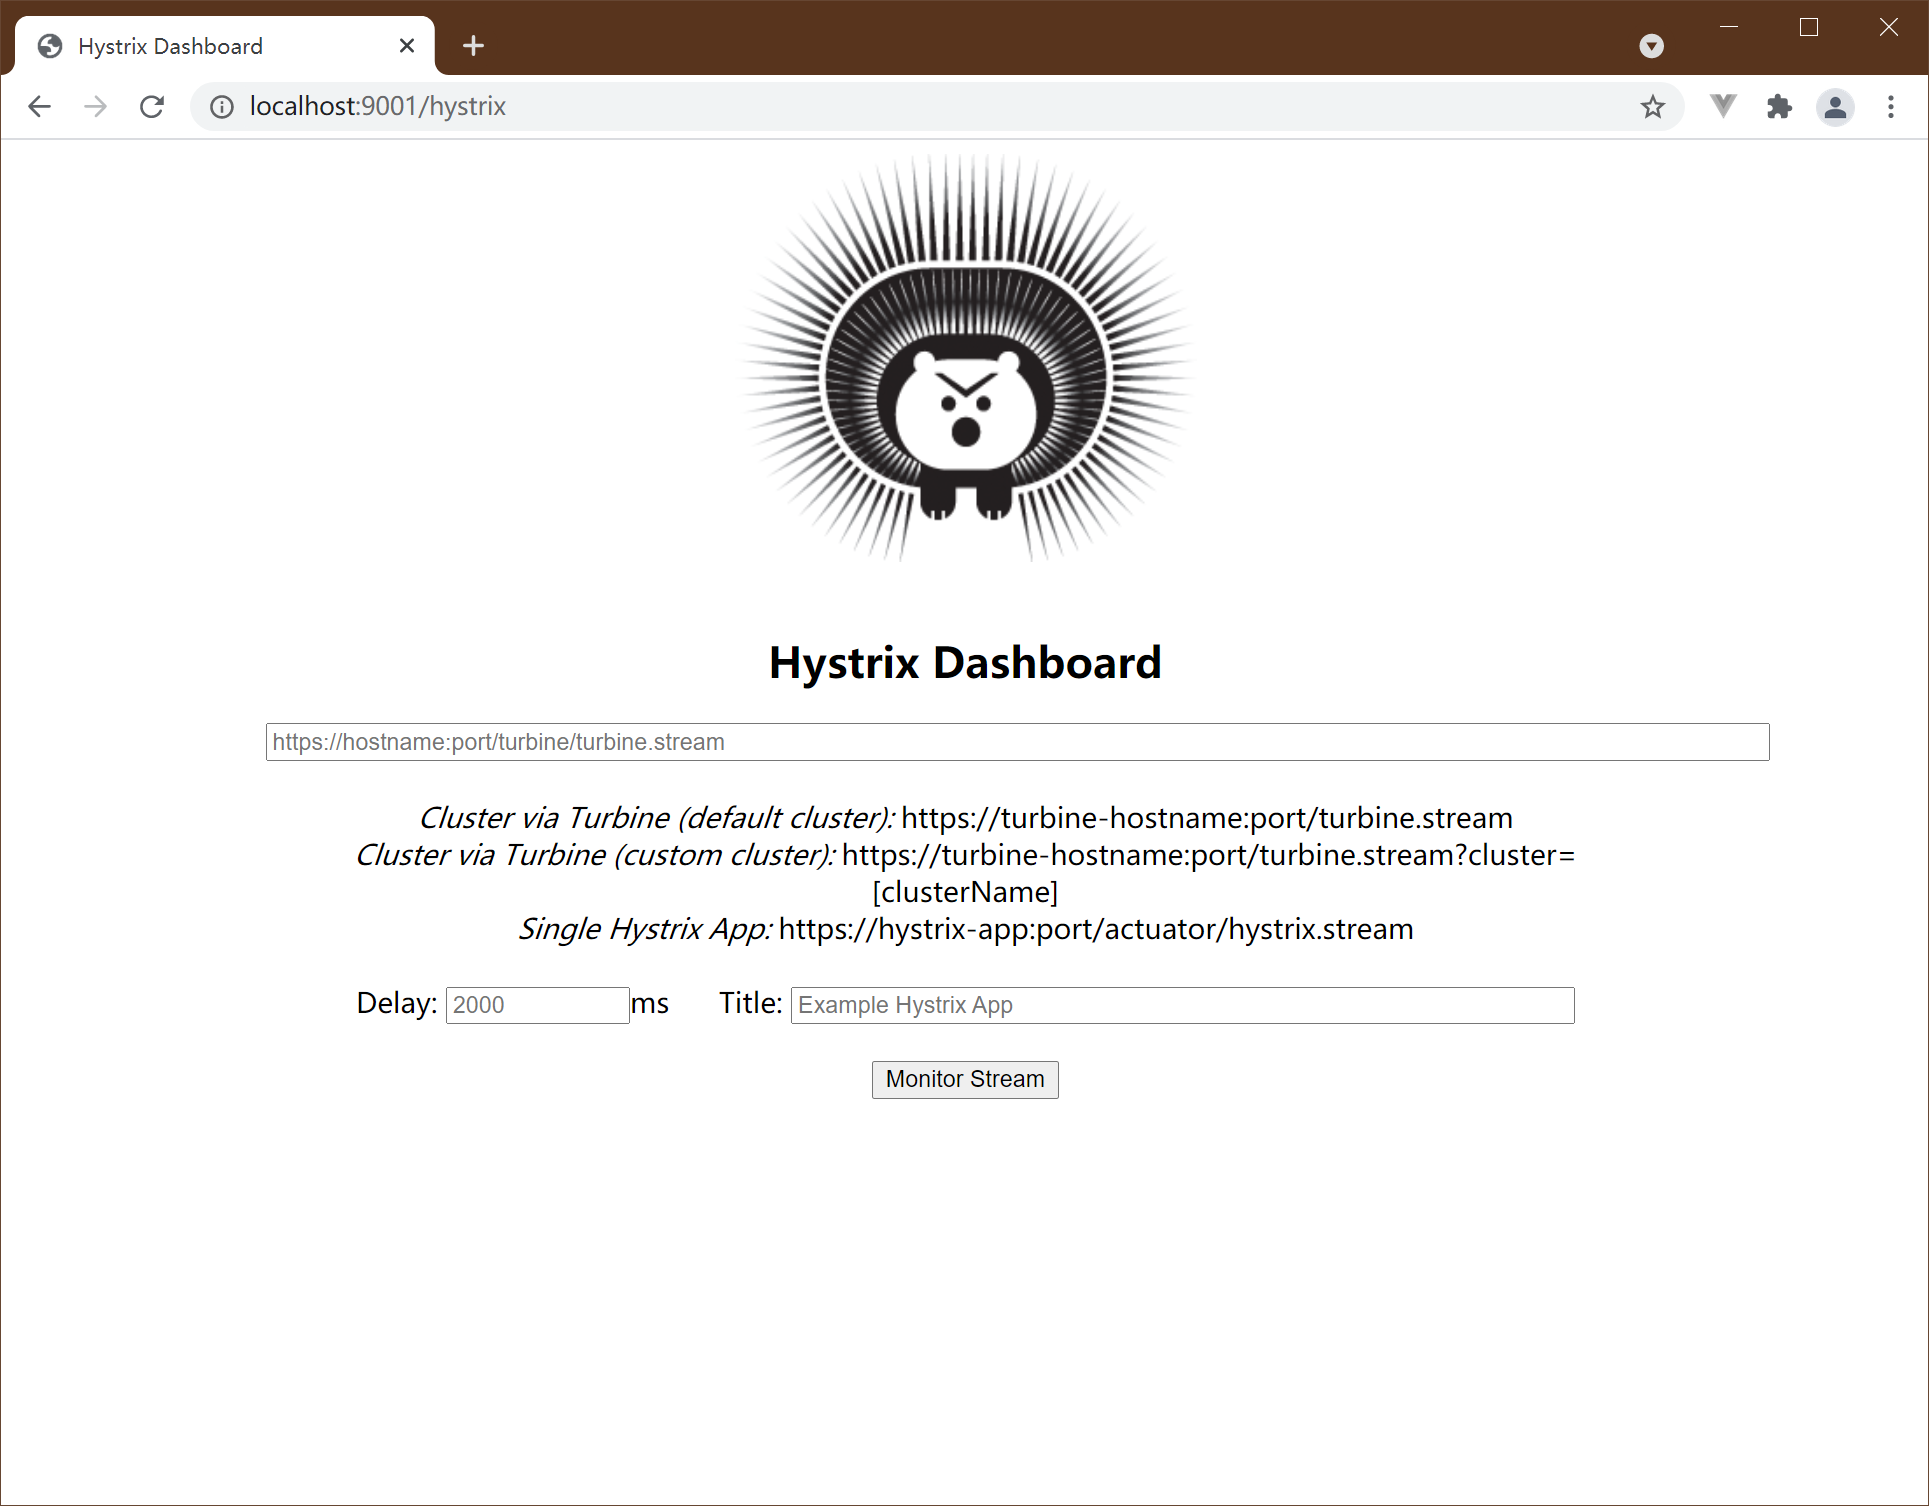 Hystrix Dashboard
localhost:9001/hystrix
Hystrix Dashboard
https://hostname:port/turbine/turbine.stream
Cluster via Turbine (default cluster): https://turbine-hostname:port/turbine.stream
Cluster via Turbine (custom cluster): https://turbine-hostname:port/turbine.stream?cluster=
[clusterName]
Single Hystrix App: https://hystrix-app:port/actuator/hystrix.stream
Delay: 2000 ms Title: Example Hystrix App
Monitor Stream